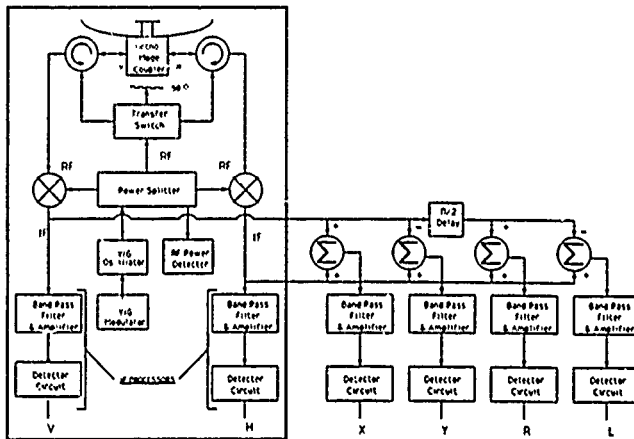 Mode
Coupler
V
50 Ω
Transfer
Switch
RF
RF
RF
Power Splitter
IF
IF
Π/2
Delay
+
-
+
-
Σ
Σ
Σ
Σ
+
+
+
+
YIG
RF Power
Detector
YIG
Modulator
Band Pass
Filter
& Amplifier
Band Pass
Filter
& Amplifier
Band Pass
Filter
& Amplifier
Band Pass
Filter
& Amplifier
Band Pass
Filter
& Amplifier
Band Pass
Filter
& Amplifier
IF PROCESSORS
Detector
Circuit
Detector
Circuit
Detector
Circuit
Detector
Circuit
Detector
Circuit
Detector
Circuit
V
H
X
Y
R
L